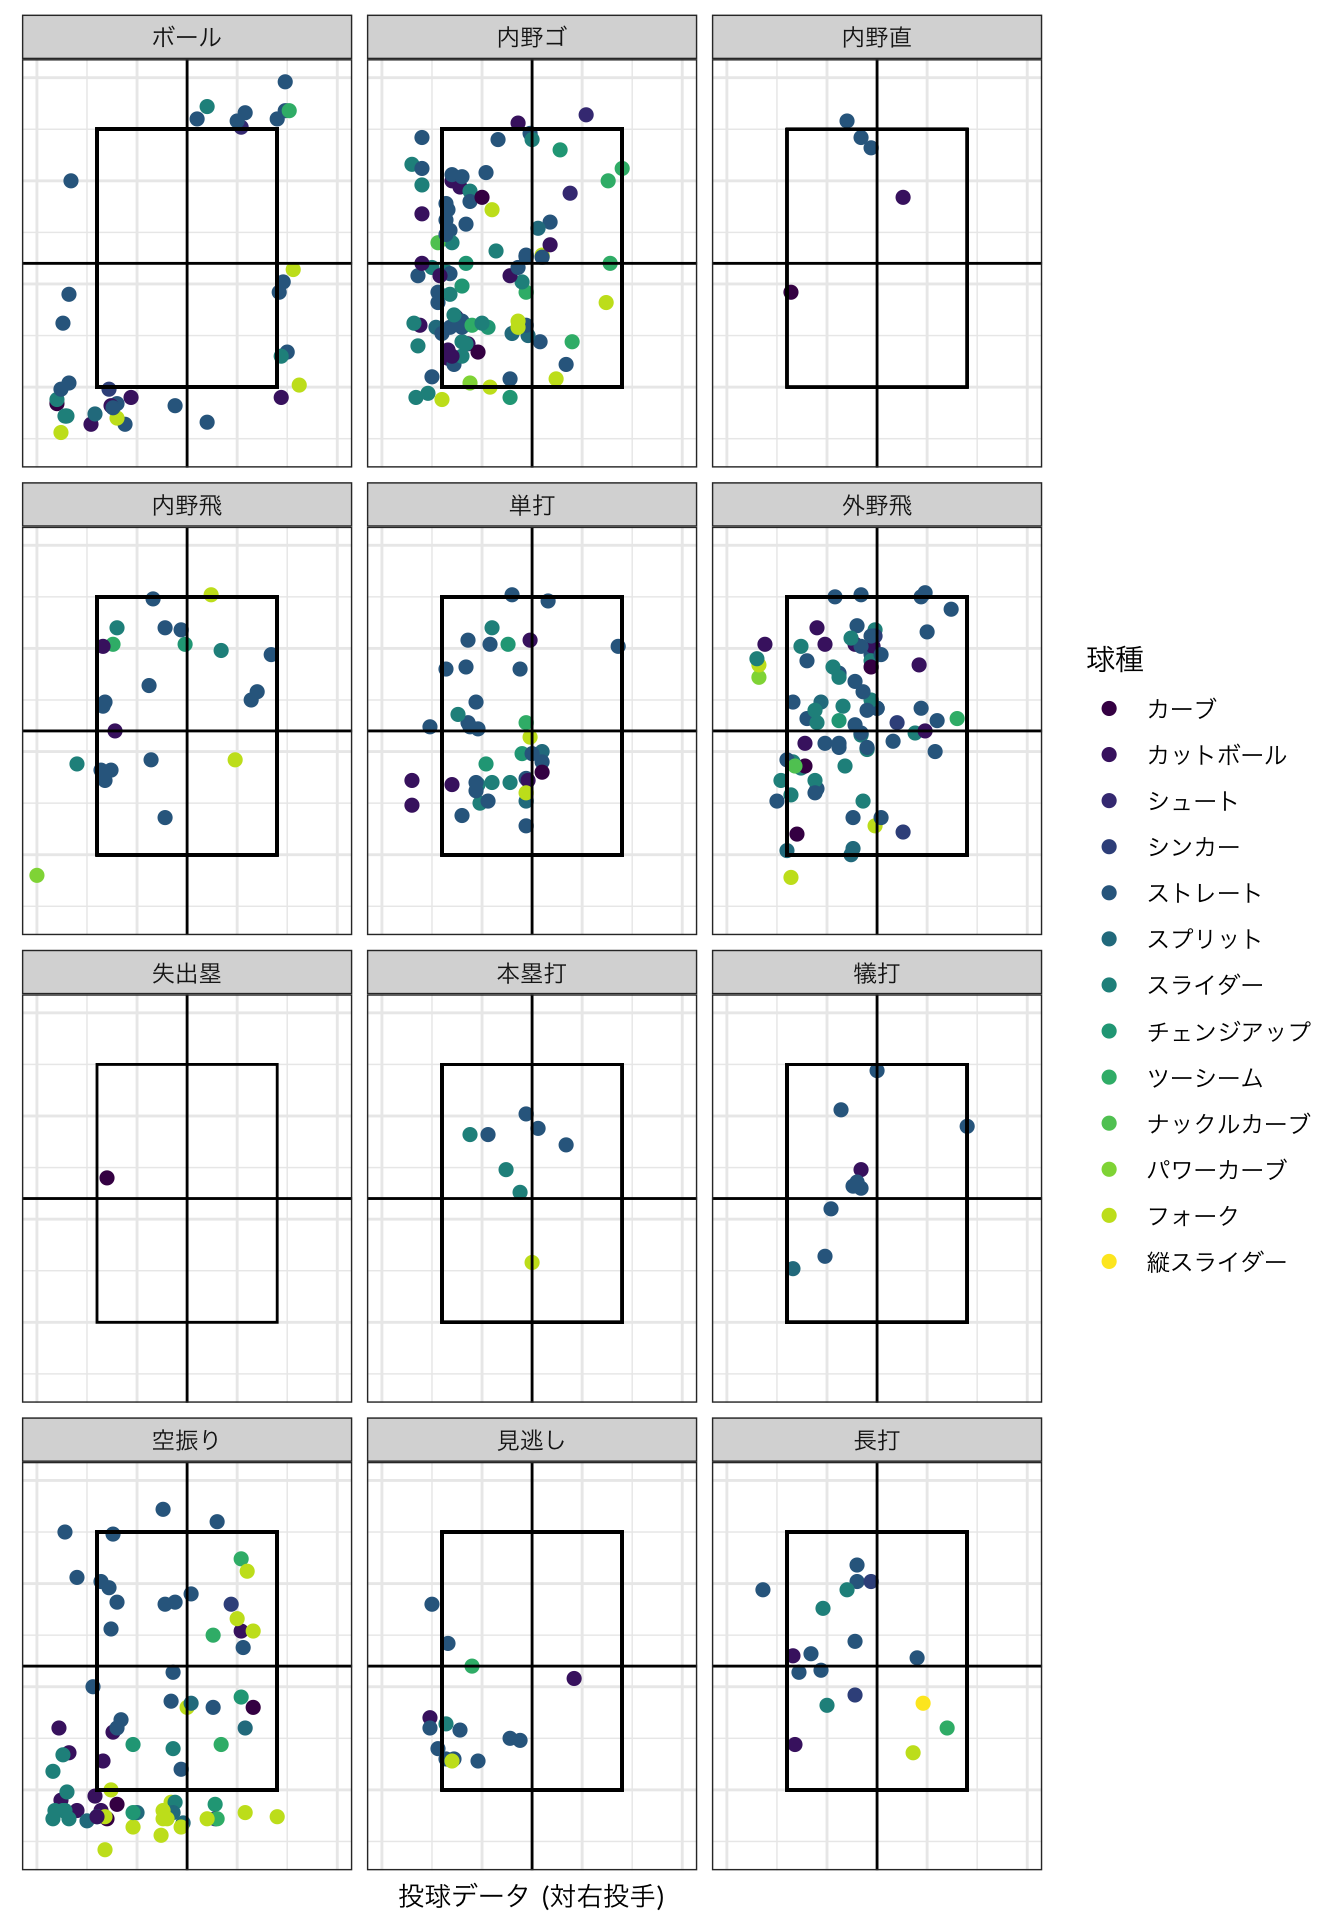 ボール
内野ゴ
内野直
内野飛
単打
外野飛
失出塁
本塁打
犠打
空振り
見逃し
長打
投球データ (対右投手)
球種
カーブ
カットボール
シュート
シンカー
ストレート
スプリット
スライダー
チェンジアップ
ツーシーム
ナックルカーブ
パワーカーブ
フォーク
縦スライダー